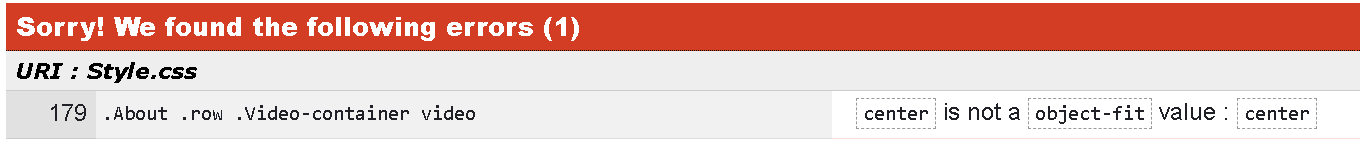 Sorry! We found the following errors (1)
URI : Style.css
179 .About .row .Video-container video center is not a object-fit value : center